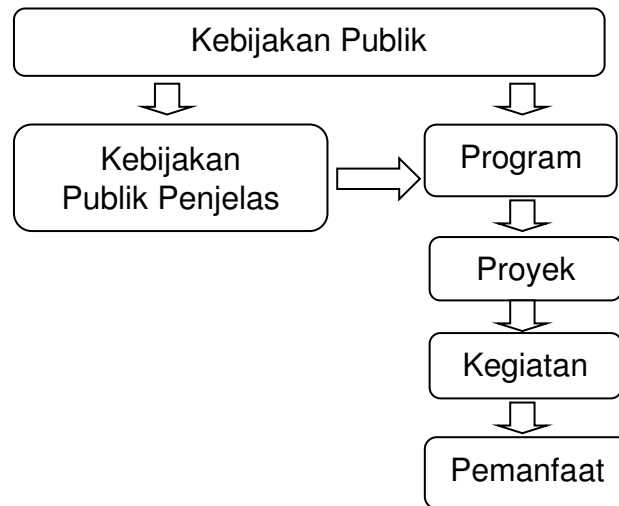 Kebijakan Publik
Kebijakan
Publik Penjelas
Program
Proyek
Kegiatan
Pemanfaat